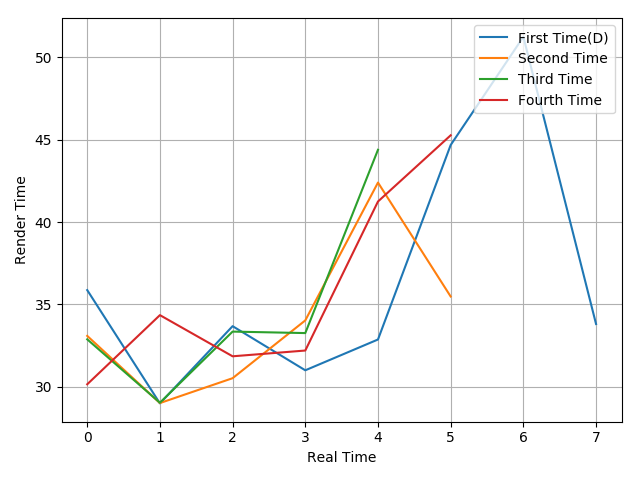 First Time(D)
Second Time
Third Time
Fourth Time
50
45
40
35
30
Render Time
0 1 2 3 4 5 6 7
Real Time